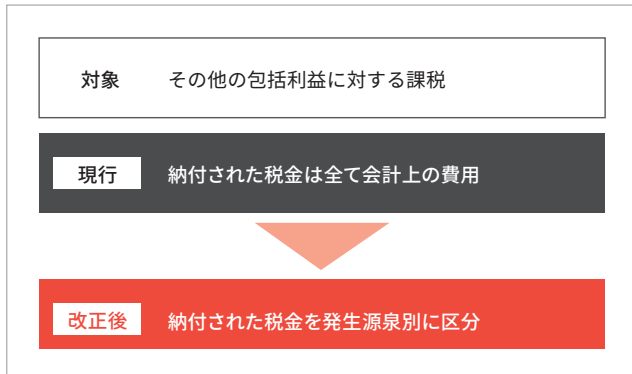 対象 その他の包括利益に対する課税
現行 納付された税金は全て会計上の費用
改正後 納付された税金を発生源泉別に区分